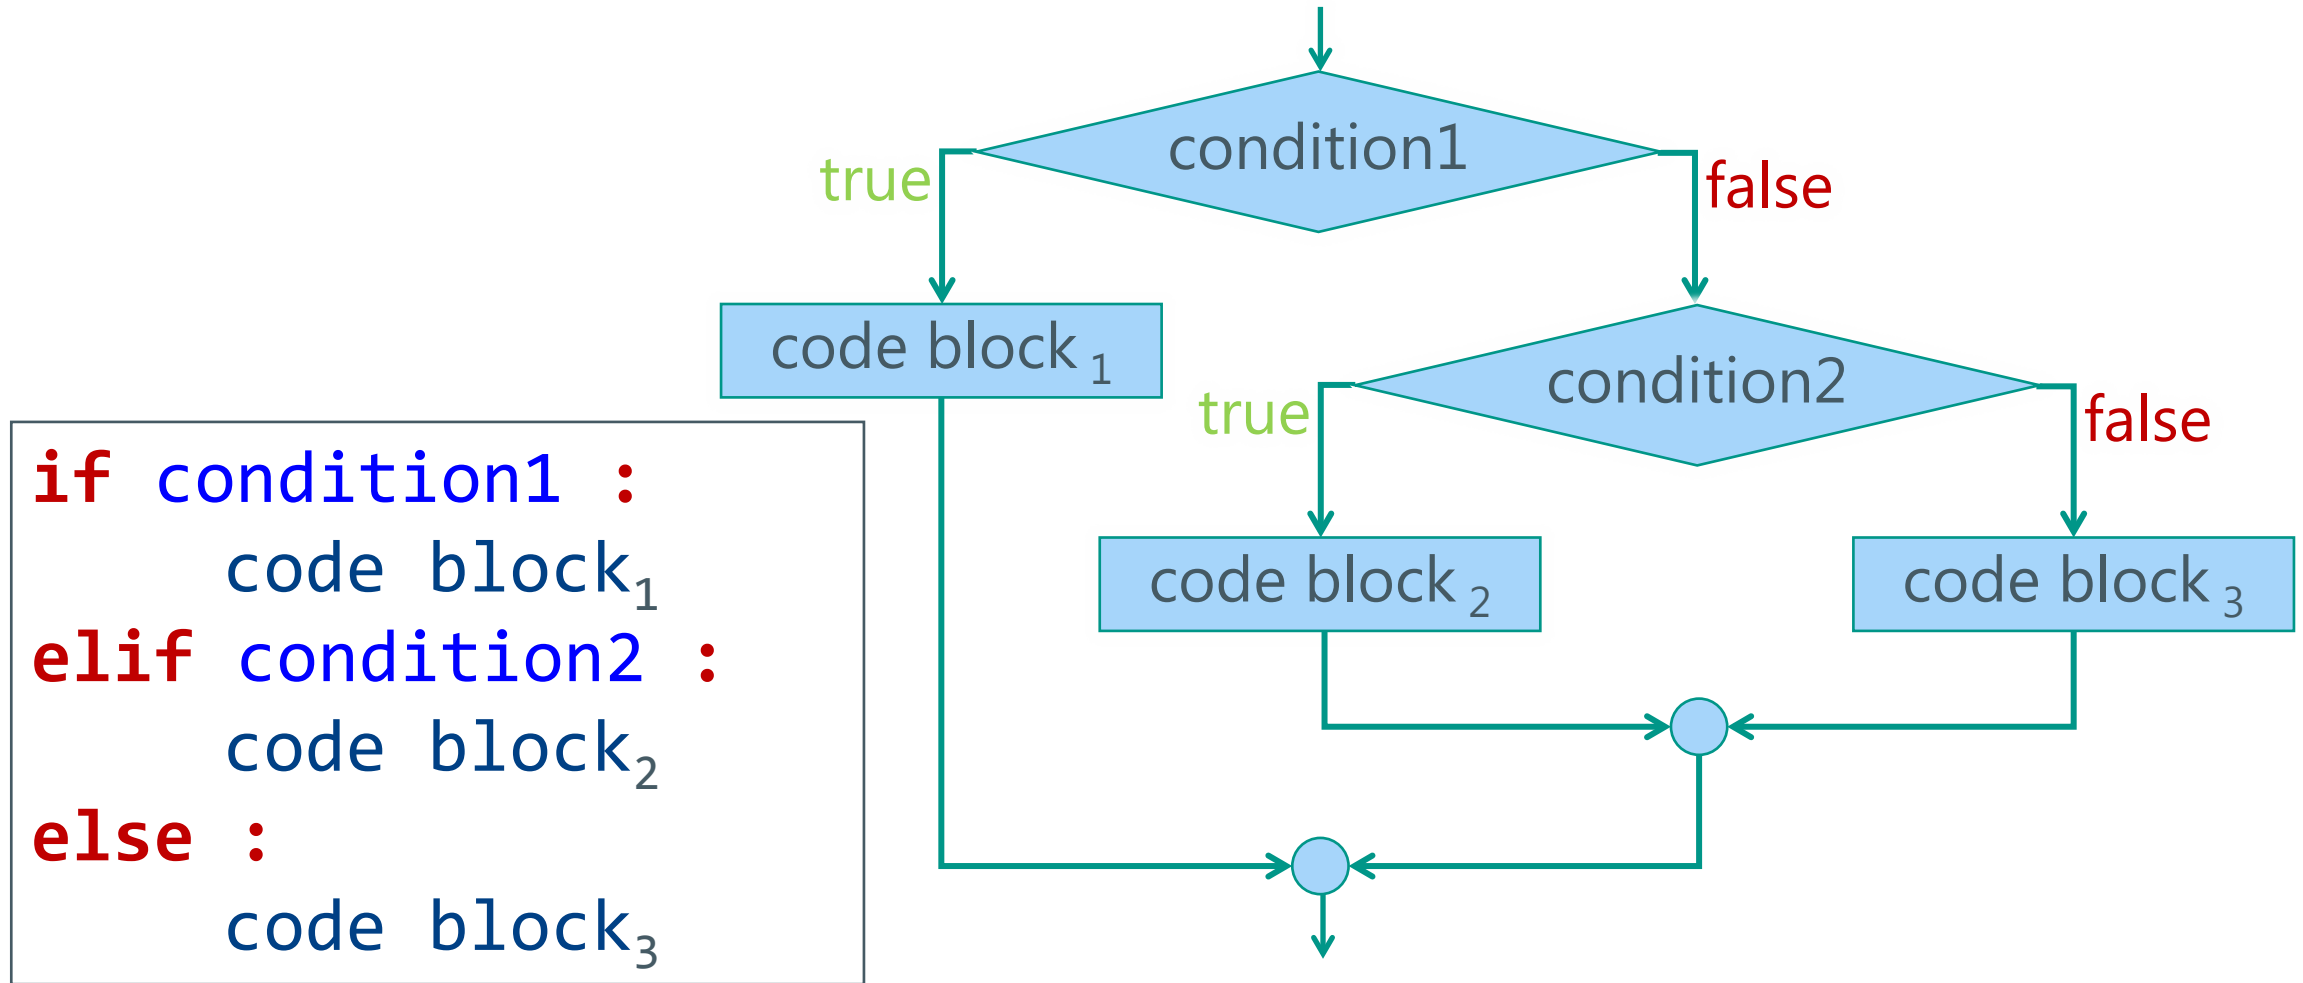 condition1
true
false
code block 1
condition2
true
false
code block 2
code block 3
if condition1 :
code block1
elif condition2 :
code block2
else :
code block3